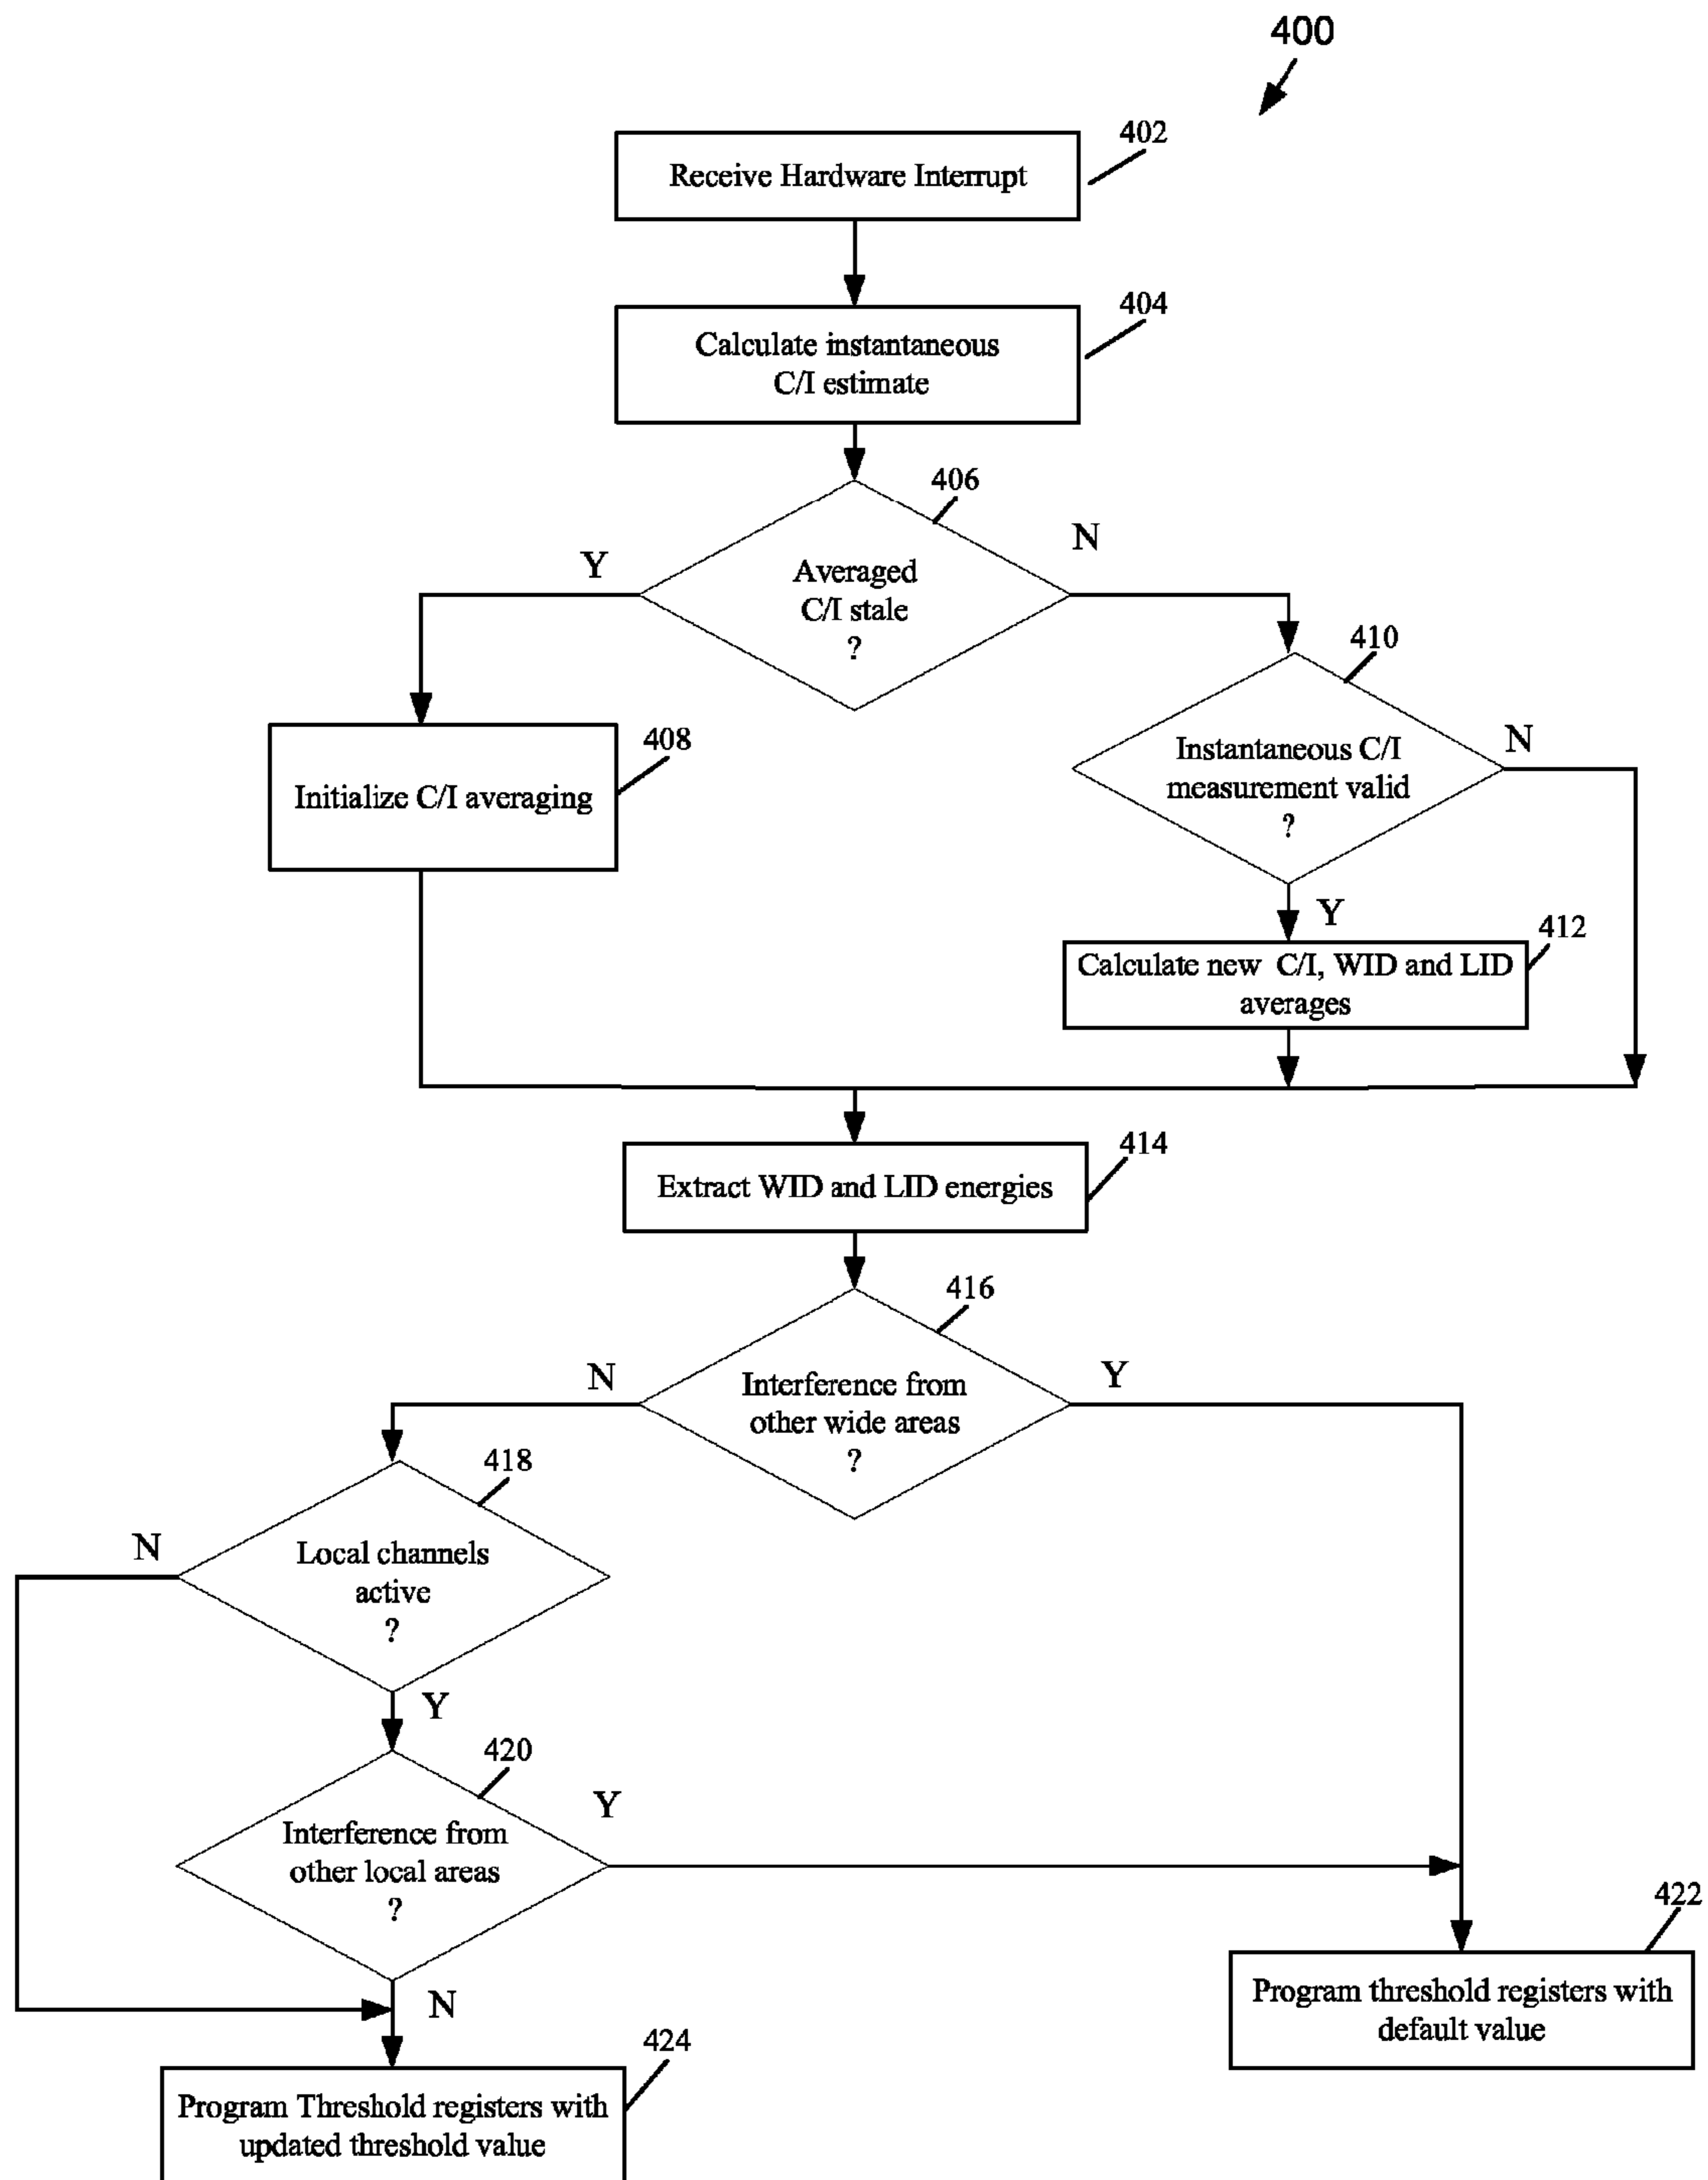 400
402
Receive Hardware Interrupt
404
Calculate instantaneous
C/I estimate
406
Y
N
Averaged
C/I stale
?
410
408
Initialize C/I averaging
N
Instantaneous C/I
measurement valid
?
Y
412
Calculate new C/I, WID and LID
averages
414
Extract WID and LID energies
416
N
Y
Interference from
other wide areas
?
418
N
Local channels
active
?
Y
420
Y
Interference from
other local areas
?
422
Program threshold registers with
default value
N
424
Program Threshold registers with
updated threshold value